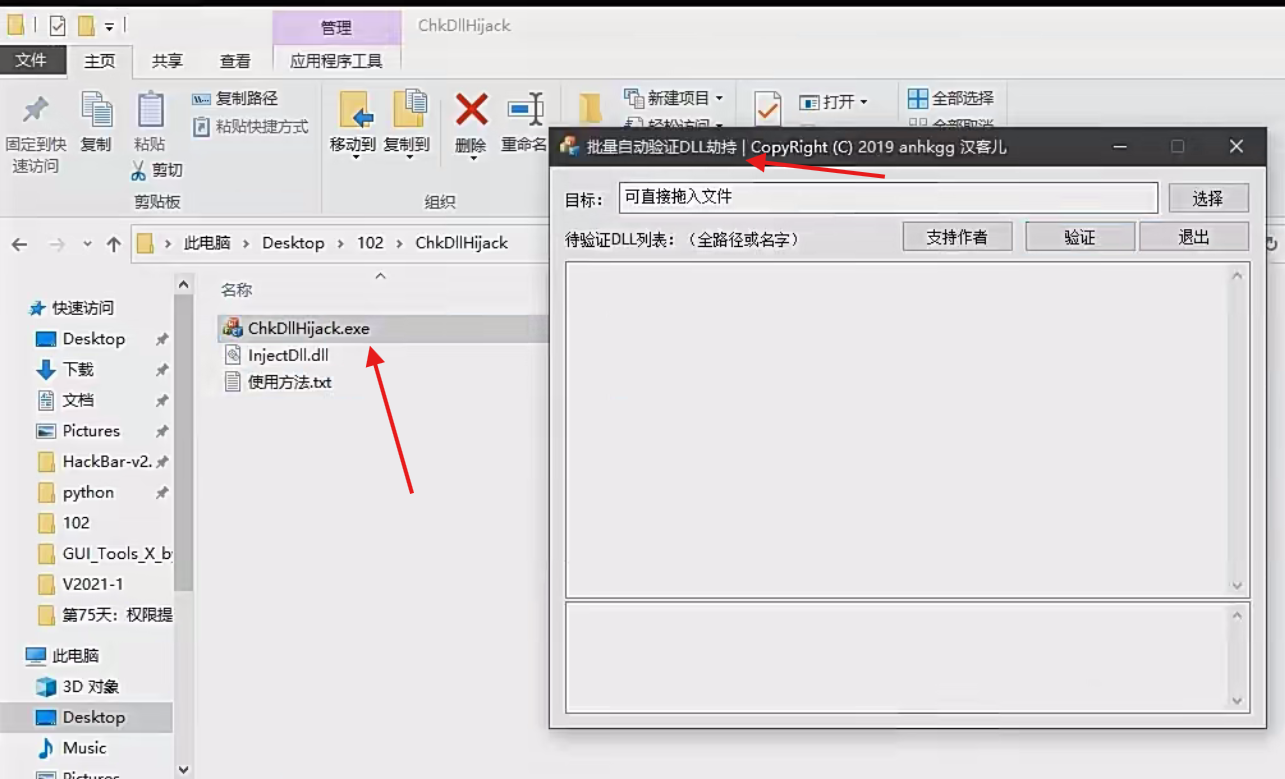 管理 ChkDllHijack
文件 主页 共享 查看 应用程序工具
固定到快速访问
复制
粘贴
复制路径
粘贴快捷方式
剪切
剪贴板
移动到 复制到 删除 重命名
组织
新建项目
轻松访问
打开
全部选择
全部取消
此电脑 › Desktop › 102 › ChkDllHijack
快速访问
Desktop
下载
文档
Pictures
HackBar-v2.
python
102
GUI_Tools_X_b
V2021-1
第75天：权限提
此电脑
3D 对象
Desktop
Music
Pictures
名称
ChkDllHijack.exe
InjectDll.dll
使用方法.txt
批量自动验证DLL劫持 | CopyRight (C) 2019 anhkgg 汉客儿
目标： 可直接拖入文件 选择
待验证DLL列表：（全路径或名字） 支持作者 验证 退出